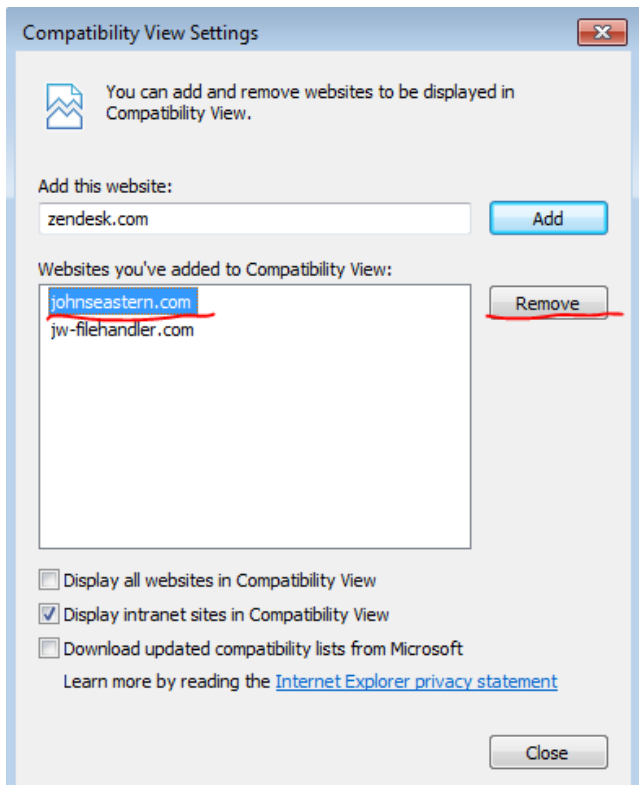 Compatibility View Settings
You can add and remove websites to be displayed in
Compatibility View.
Add this website:
zendesk.com
Add
Websites you've added to Compatibility View:
johnseastern.com
Remove
jw-filehandler.com
Display all websites in Compatibility View
Display intranet sites in Compatibility View
Download updated compatibility lists from Microsoft
Learn more by reading the Internet Explorer privacy statement
Close